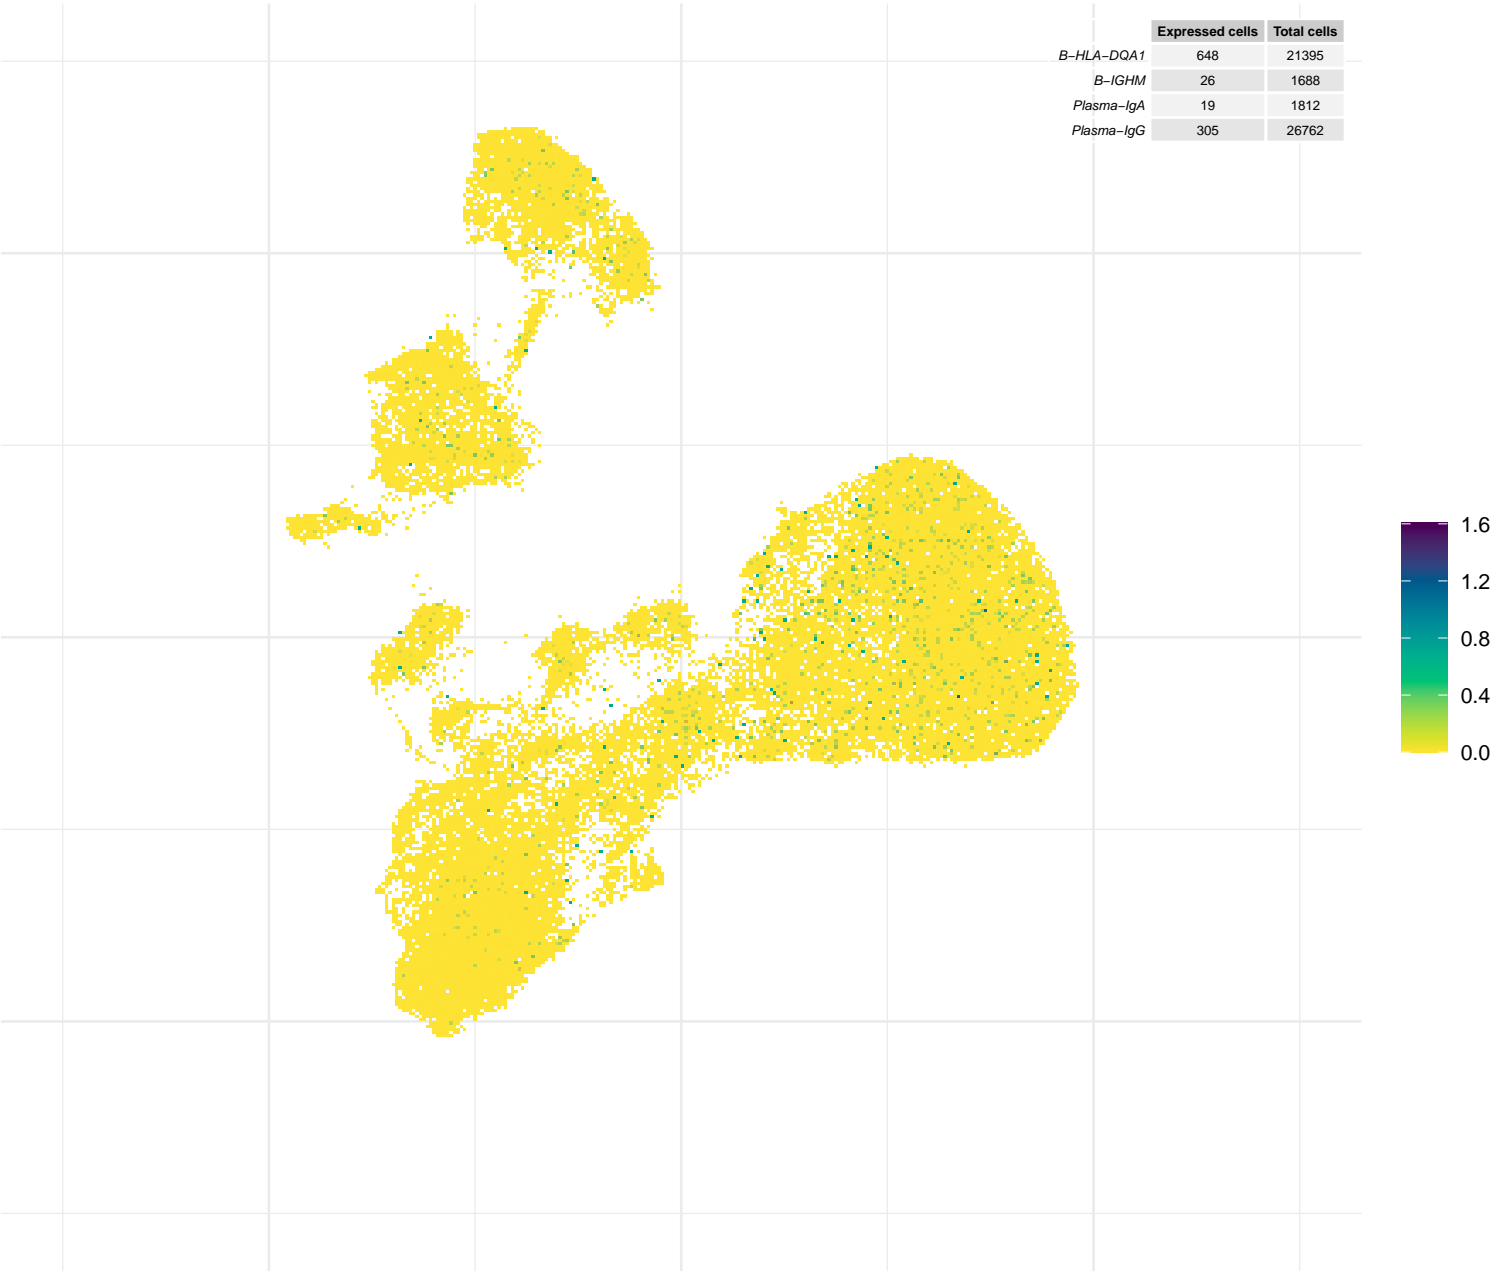 Expressed cells Total cells
B−HLA−DQA1 648 21395
B−IGHM 26 1688
Plasma−IgA 19 1812
Plasma−IgG 305 26762
1.6
1.2
0.8
0.4
0.0